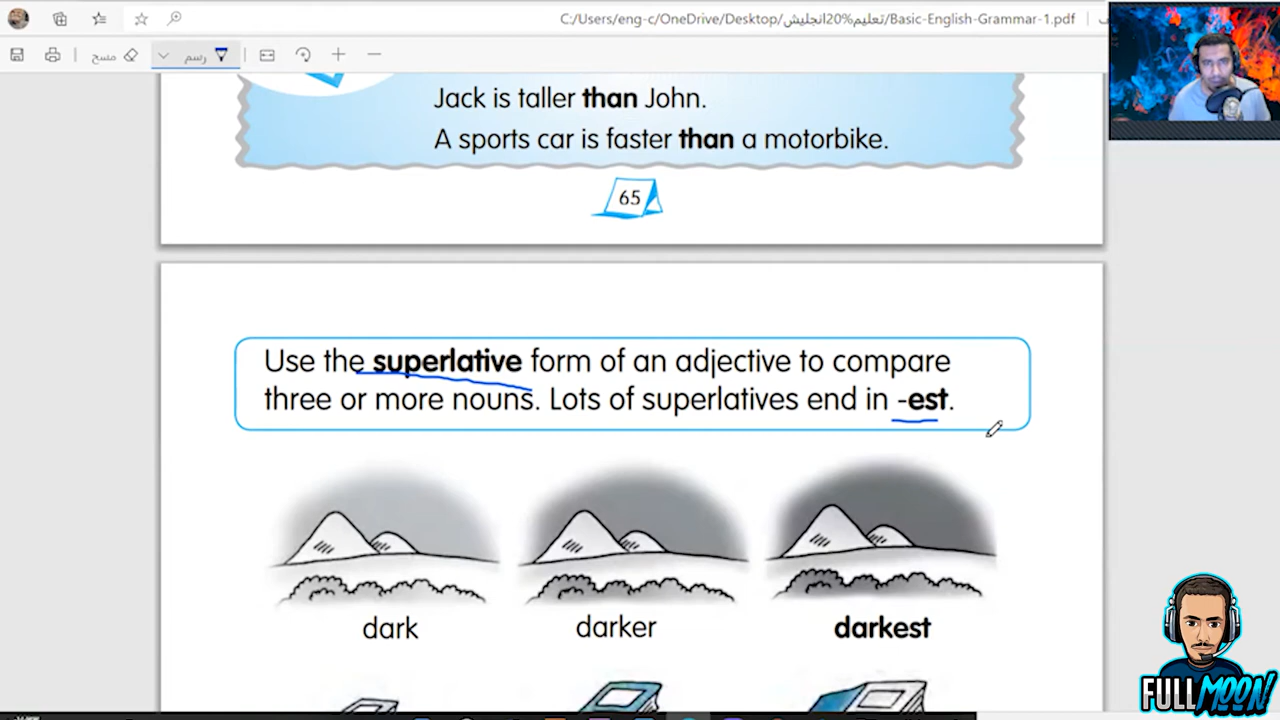 C:/Users/eng-c/OneDrive/Desktop/تعليم%20انجليش/Basic-English-Grammar-1.pdf
مسح
رسم
Jack is taller than John.
A sports car is faster than a motorbike.
65
Use the superlative form of an adjective to compare
three or more nouns. Lots of superlatives end in -est.
dark
darker
darkest
FULL MOON